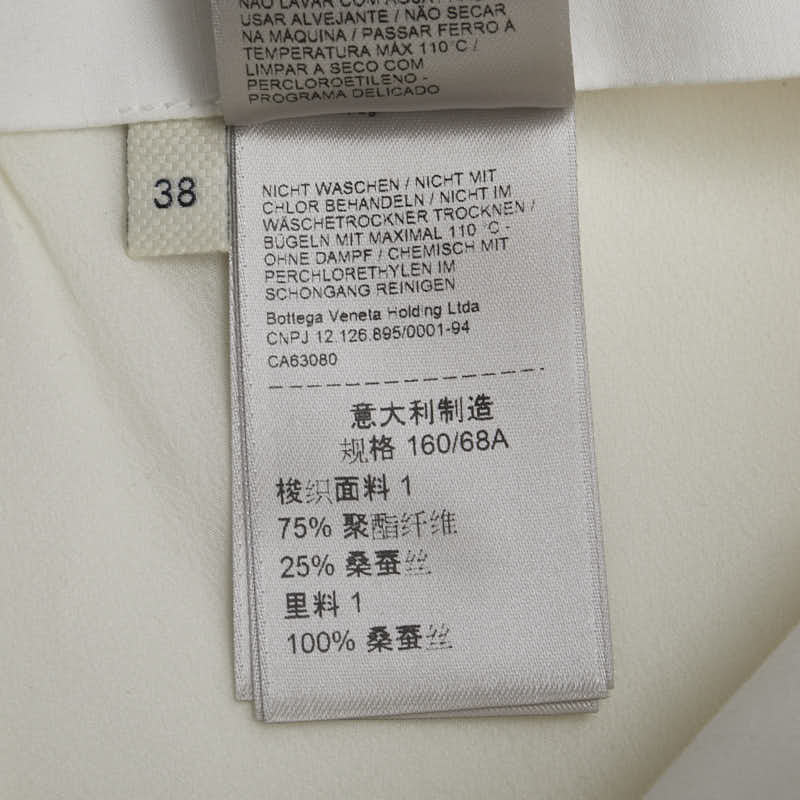 USAR ALVEJANTE / NÃO SECAR
NA MÁQUINA / PASSAR FERRO A
TEMPERATURA MÁX 110°C /
LIMPAR A SECO COM
PERCLOROETILENO -
PROGRAMA DELICADO
38
NICHT WASCHEN / NICHT MIT
CHLOR BEHANDELN / NICHT IM
WÄSCHETROCKNER TROCKNEN /
BÜGELN MIT MAXIMAL 110°C -
OHNE DAMPF / CHEMISCH MIT
PERCHLORETHYLEN IM
SCHONGANG REINIGEN
Bottega Veneta Holding Ltda
CNPJ 12.126.895/0001-94
CA63080
意大利制造
规格 160/68A
梭织面料 1
75% 聚酯纤维
25% 桑蚕丝
里料 1
100% 桑蚕丝